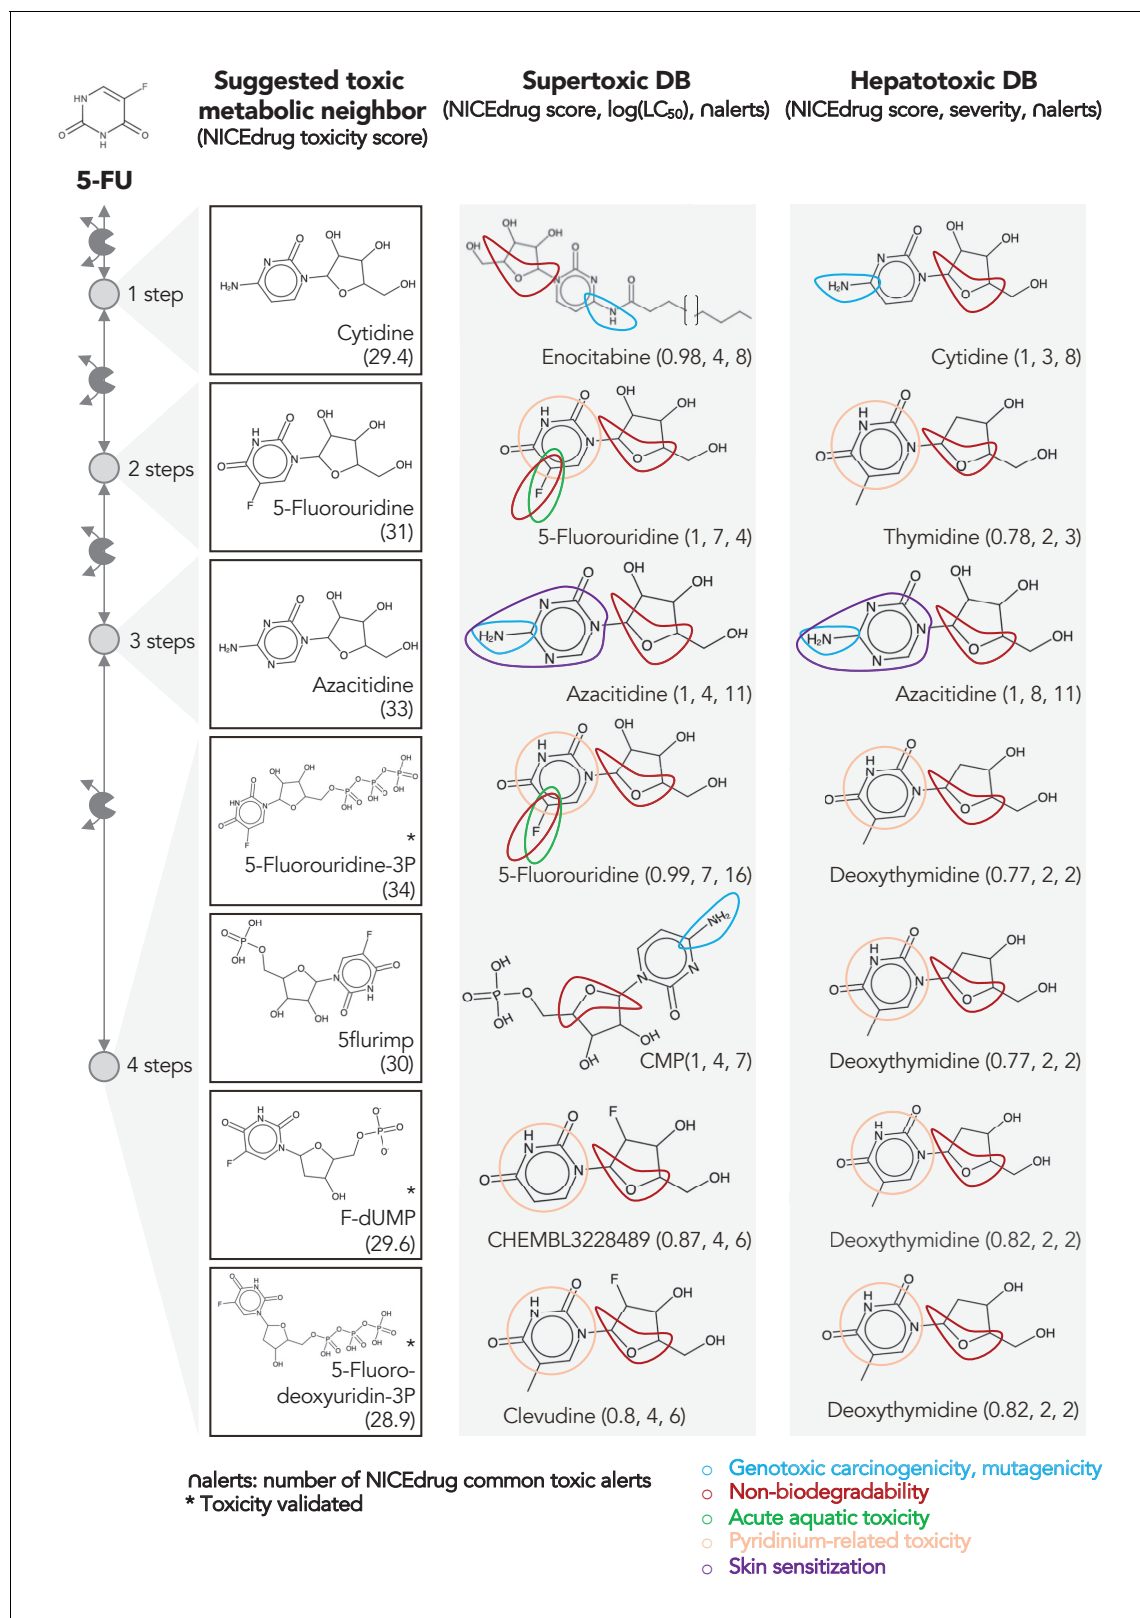 Suggested toxic
metabolic neighbor
(NICEdrug toxicity score)
Supertoxic DB
(NICEdrug score, log(LC50), ∩alerts)
Hepatotoxic DB
(NICEdrug score, severity, ∩alerts)
5-FU
1 step
Cytidine
(29.4)
Enocitabine (0.98, 4, 8)
Cytidine (1, 3, 8)
2 steps
5-Fluorouridine
(31)
5-Fluorouridine (1, 7, 4)
Thymidine (0.78, 2, 3)
3 steps
Azacitidine
(33)
Azacitidine (1, 4, 11)
Azacitidine (1, 8, 11)
*
5-Fluorouridine-3P
(34)
5-Fluorouridine (0.99, 7, 16)
Deoxythymidine (0.77, 2, 2)
4 steps
5flurimp
(30)
CMP(1, 4, 7)
Deoxythymidine (0.77, 2, 2)
*
F-dUMP
(29.6)
CHEMBL3228489 (0.87, 4, 6)
Deoxythymidine (0.82, 2, 2)
*
5-Fluoro-
deoxyuridin-3P
(28.9)
Clevudine (0.8, 4, 6)
Deoxythymidine (0.82, 2, 2)
∩alerts: number of NICEdrug common toxic alerts
* Toxicity validated
Genotoxic carcinogenicity, mutagenicity
Non-biodegradability
Acute aquatic toxicity
Pyridinium-related toxicity
Skin sensitization